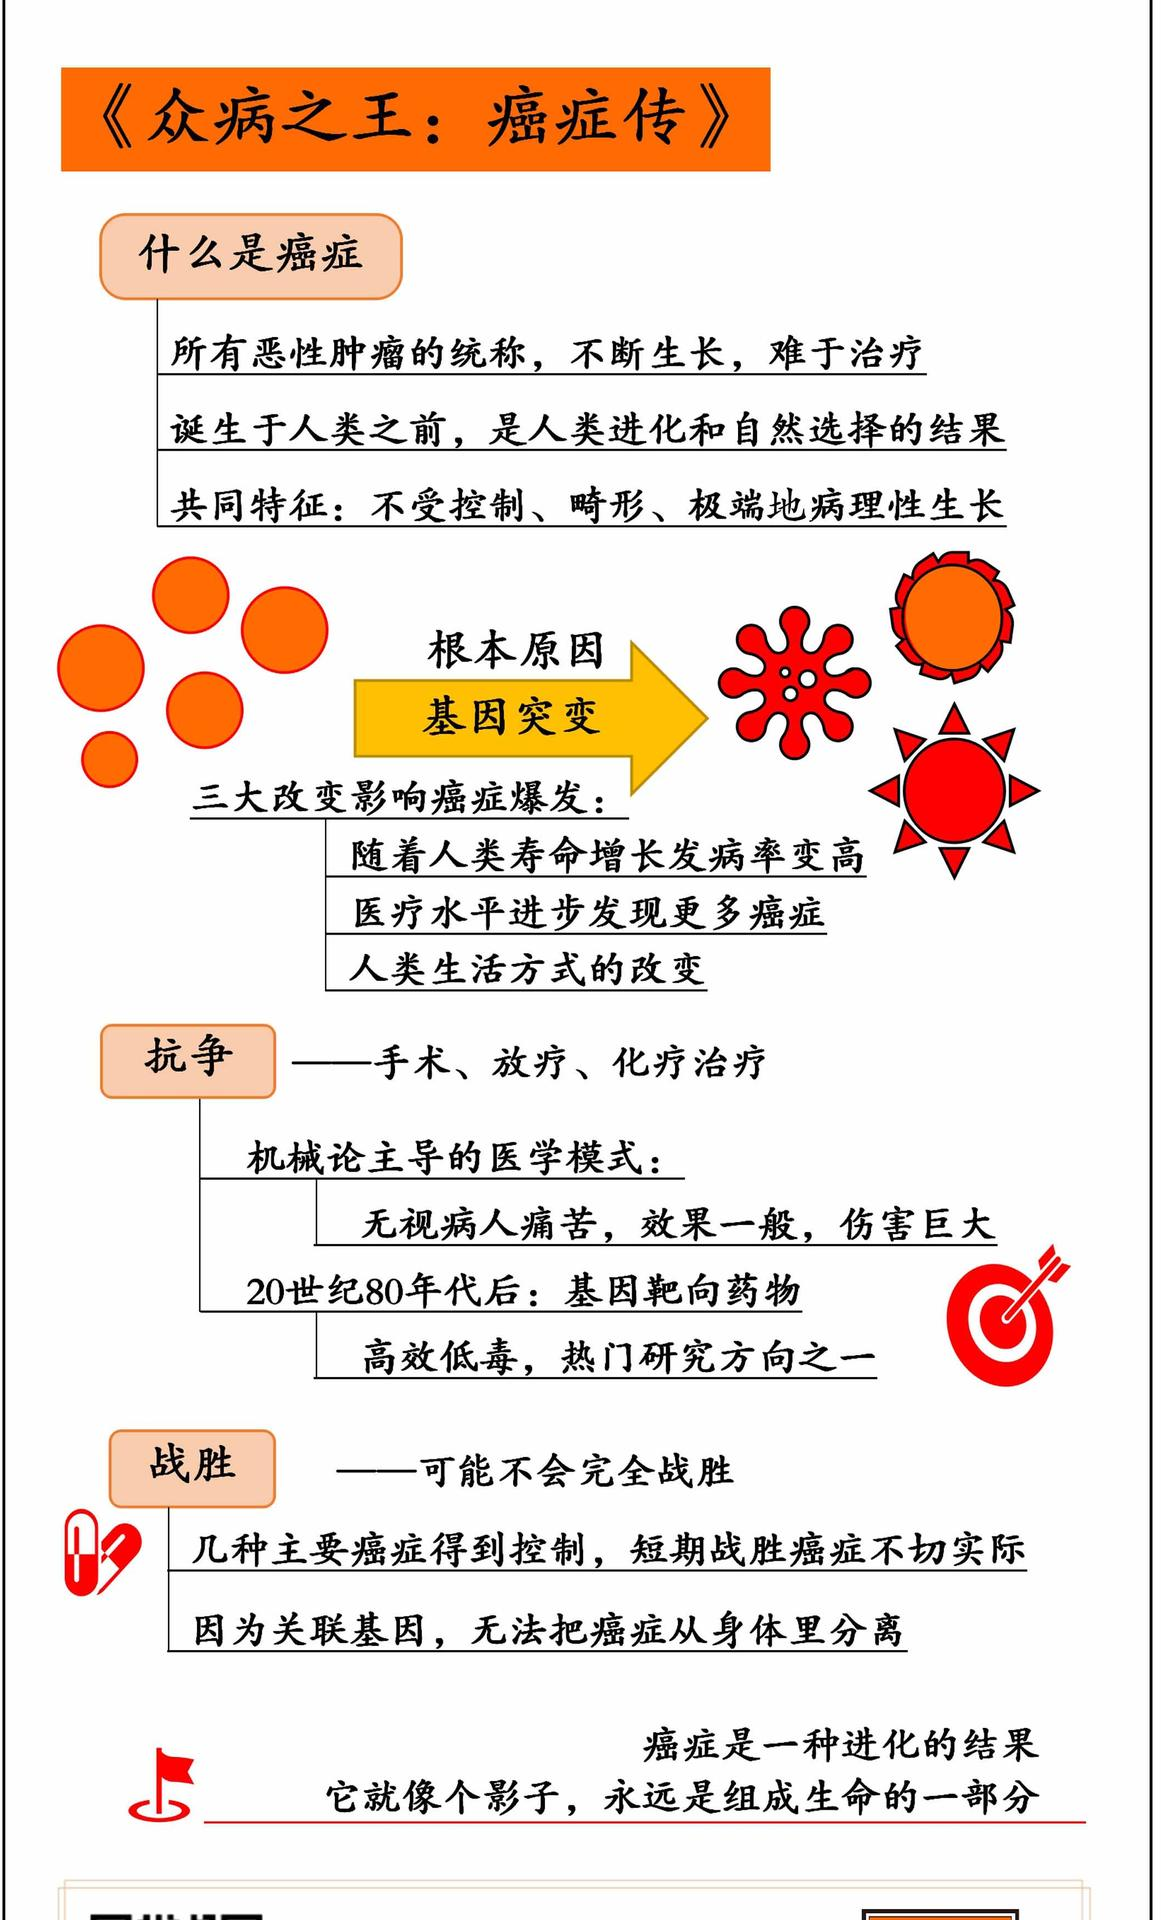 《众病之王：癌症传》
什么是癌症
所有恶性肿瘤的统称，不断生长，难于治疗
诞生于人类之前，是人类进化和自然选择的结果
共同特征：不受控制、畸形、极端地病理性生长
根本原因
基因突变
三大改变影响癌症爆发：
随着人类寿命增长发病率变高
医疗水平进步发现更多癌症
人类生活方式的改变
抗争
——手术、放疗、化疗治疗
机械论主导的医学模式：
无视病人痛苦，效果一般，伤害巨大
20世纪80年代后：基因靶向药物
高效低毒，热门研究方向之一
战胜
——可能不会完全战胜
几种主要癌症得到控制，短期战胜癌症不切实际
因为关联基因，无法把癌症从身体里分离
癌症是一种进化的结果
它就像个影子，永远是组成生命的一部分